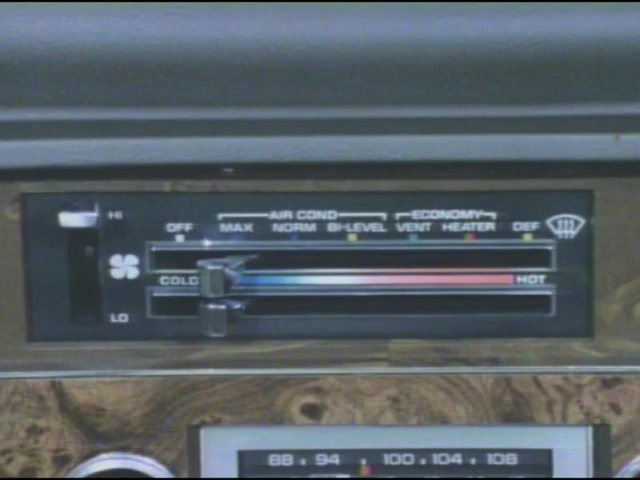 HI
AIR COND ECONOMY
OFF MAX NORM BI-LEVEL VENT HEATER DEF
COLD HOT
LO
88 94 100 104 108